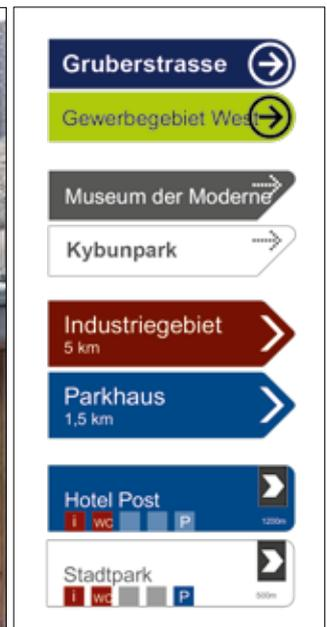 Gruberstrasse
Gewerbegebiet West
Museum der Moderne
Kybunpark
Industriegebiet
5 km
Parkhaus
1,5 km
Hotel Post
i WC P
1200m
Stadtpark
i WC P
500m